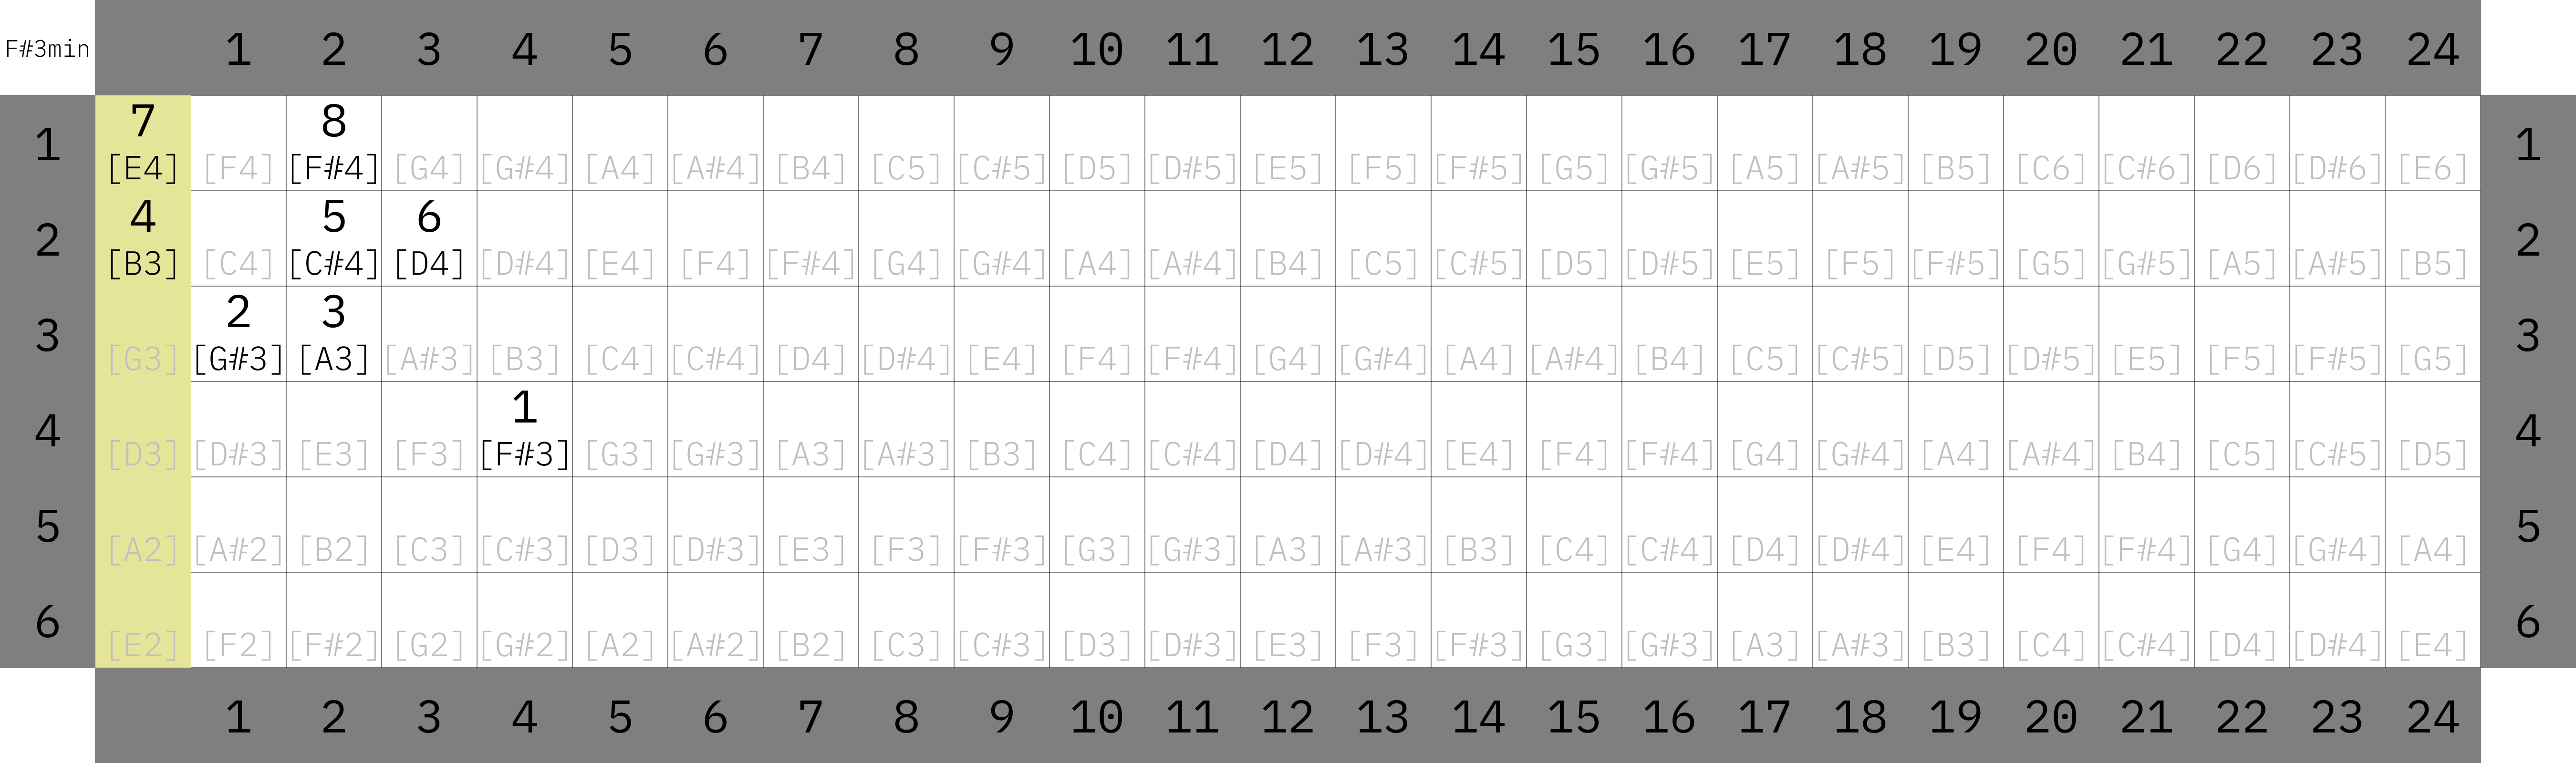 F#3min 1 2 3 4 5 6 7 8 9 10 11 12 13 14 15 16 17 18 19 20 21 22 23 24
7 8
1 [E4] [F4] [F#4] [G4] [G#4] [A4] [A#4] [B4] [C5] [C#5] [D5] [D#5] [E5] [F5] [F#5] [G5] [G#5] [A5] [A#5] [B5] [C6] [C#6] [D6] [D#6] [E6] 1
4 5 6
2 [B3] [C4] [C#4] [D4] [D#4] [E4] [F4] [F#4] [G4] [G#4] [A4] [A#4] [B4] [C5] [C#5] [D5] [D#5] [E5] [F5] [F#5] [G5] [G#5] [A5] [A#5] [B5] 2
2 3
3 [G3] [G#3] [A3] [A#3] [B3] [C4] [C#4] [D4] [D#4] [E4] [F4] [F#4] [G4] [G#4] [A4] [A#4] [B4] [C5] [C#5] [D5] [D#5] [E5] [F5] [F#5] [G5] 3
1
4 [D3] [D#3] [E3] [F3] [F#3] [G3] [G#3] [A3] [A#3] [B3] [C4] [C#4] [D4] [D#4] [E4] [F4] [F#4] [G4] [G#4] [A4] [A#4] [B4] [C5] [C#5] [D5] 4
5 [A2] [A#2] [B2] [C3] [C#3] [D3] [D#3] [E3] [F3] [F#3] [G3] [G#3] [A3] [A#3] [B3] [C4] [C#4] [D4] [D#4] [E4] [F4] [F#4] [G4] [G#4] [A4] 5
6 [E2] [F2] [F#2] [G2] [G#2] [A2] [A#2] [B2] [C3] [C#3] [D3] [D#3] [E3] [F3] [F#3] [G3] [G#3] [A3] [A#3] [B3] [C4] [C#4] [D4] [D#4] [E4] 6
1 2 3 4 5 6 7 8 9 10 11 12 13 14 15 16 17 18 19 20 21 22 23 24